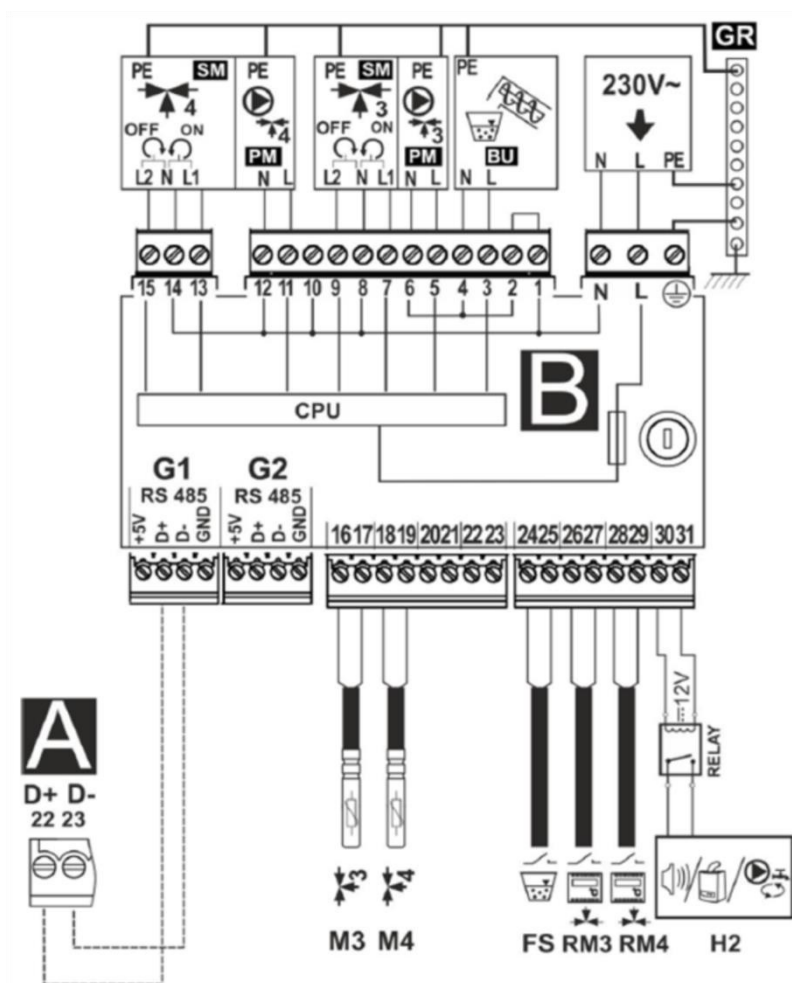 GR
PE SM PE PE SM PE PE 230V~
4 4 3 3
OFF ON OFF ON
PM PM BU
L2 N L1 N L L2 N L1 N L N L N L PE
15 14 13 12 11 10 9 8 7 6 5 4 3 2 1 N L
B
CPU
G1 G2
RS 485 RS 485
+5V D+ D- GND +5V D+ D- GND 16 17 18 19 20 21 22 23 24 25 26 27 28 29 30 31
12V
A
RELAY
D+ D-
22 23
3 4 H
M3 M4 FS RM3 RM4 H2